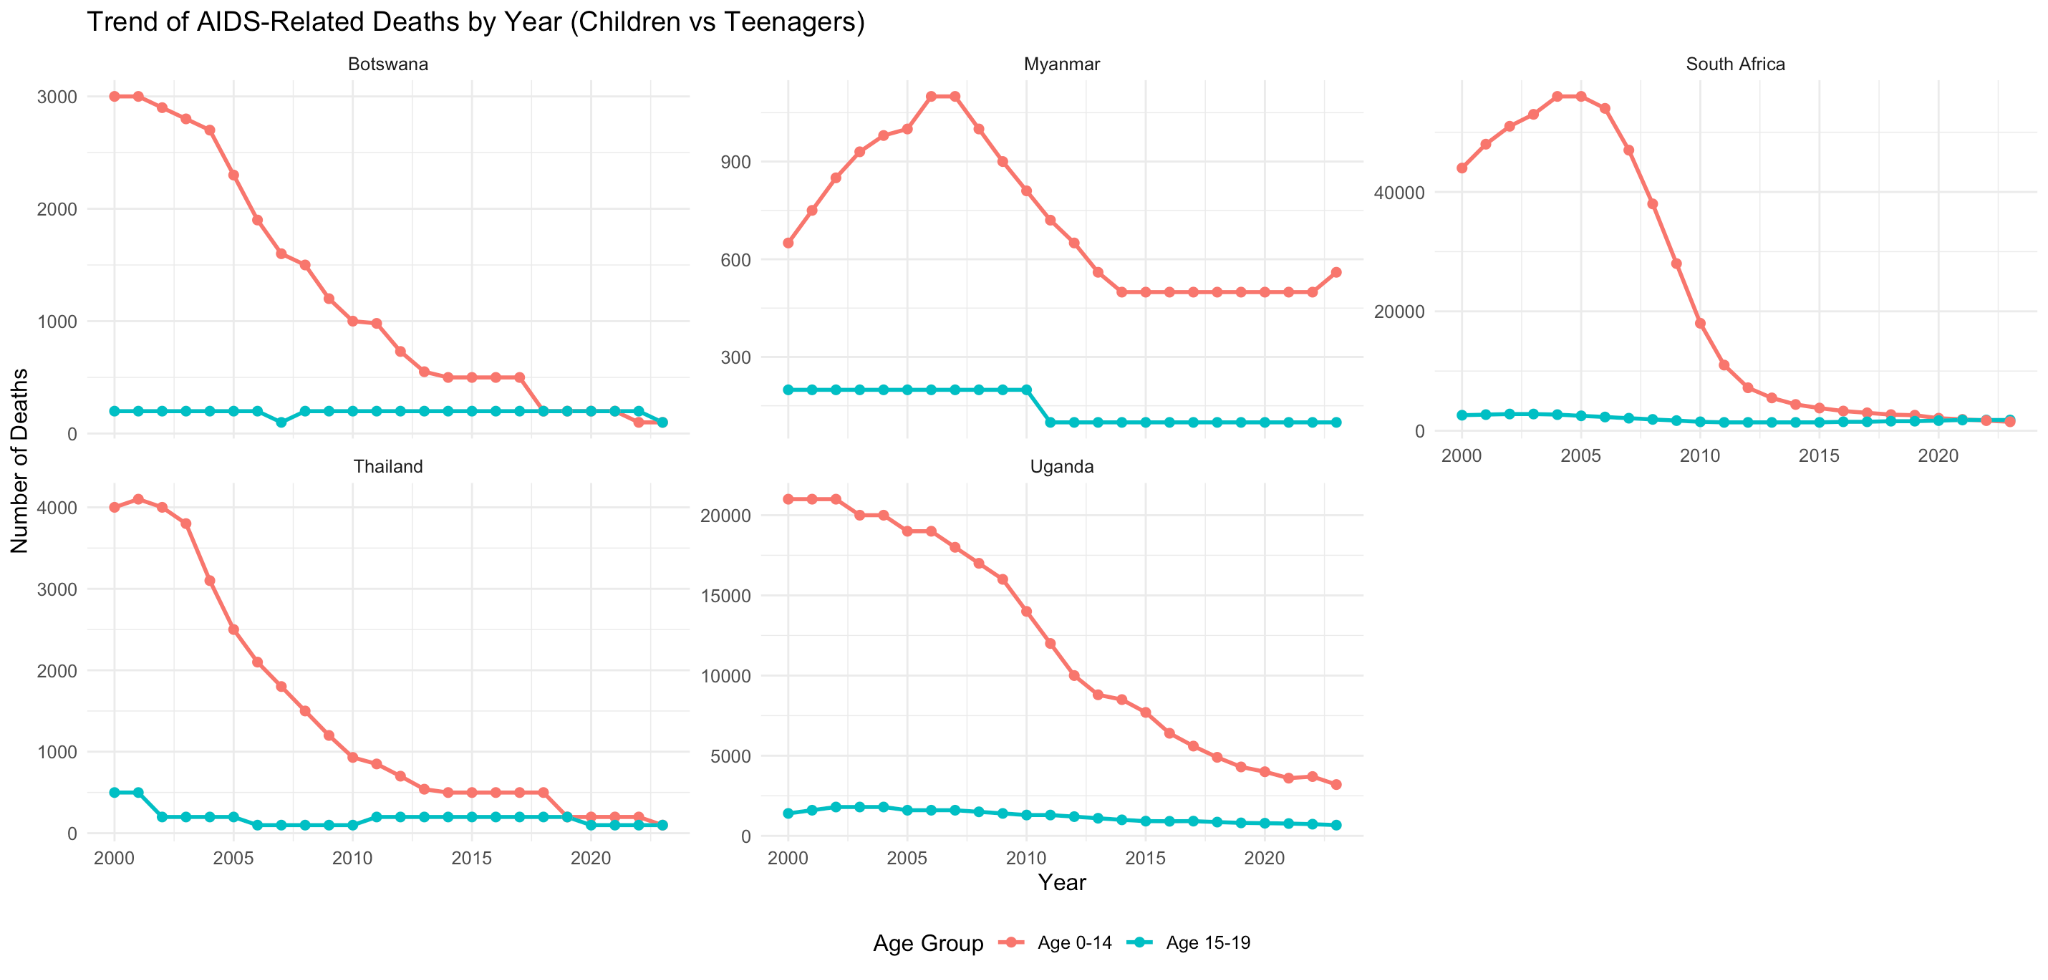 Trend of AIDS-Related Deaths by Year (Children vs Teenagers)
Botswana
Myanmar
South Africa
3000
2000
1000
0
900
600
300
40000
20000
0
2000 2005 2010 2015 2020
Number of Deaths
Thailand
Uganda
4000
3000
2000
1000
0
2000 2005 2010 2015 2020
20000
15000
10000
5000
0
2000 2005 2010 2015 2020
Year
Age Group Age 0-14 Age 15-19